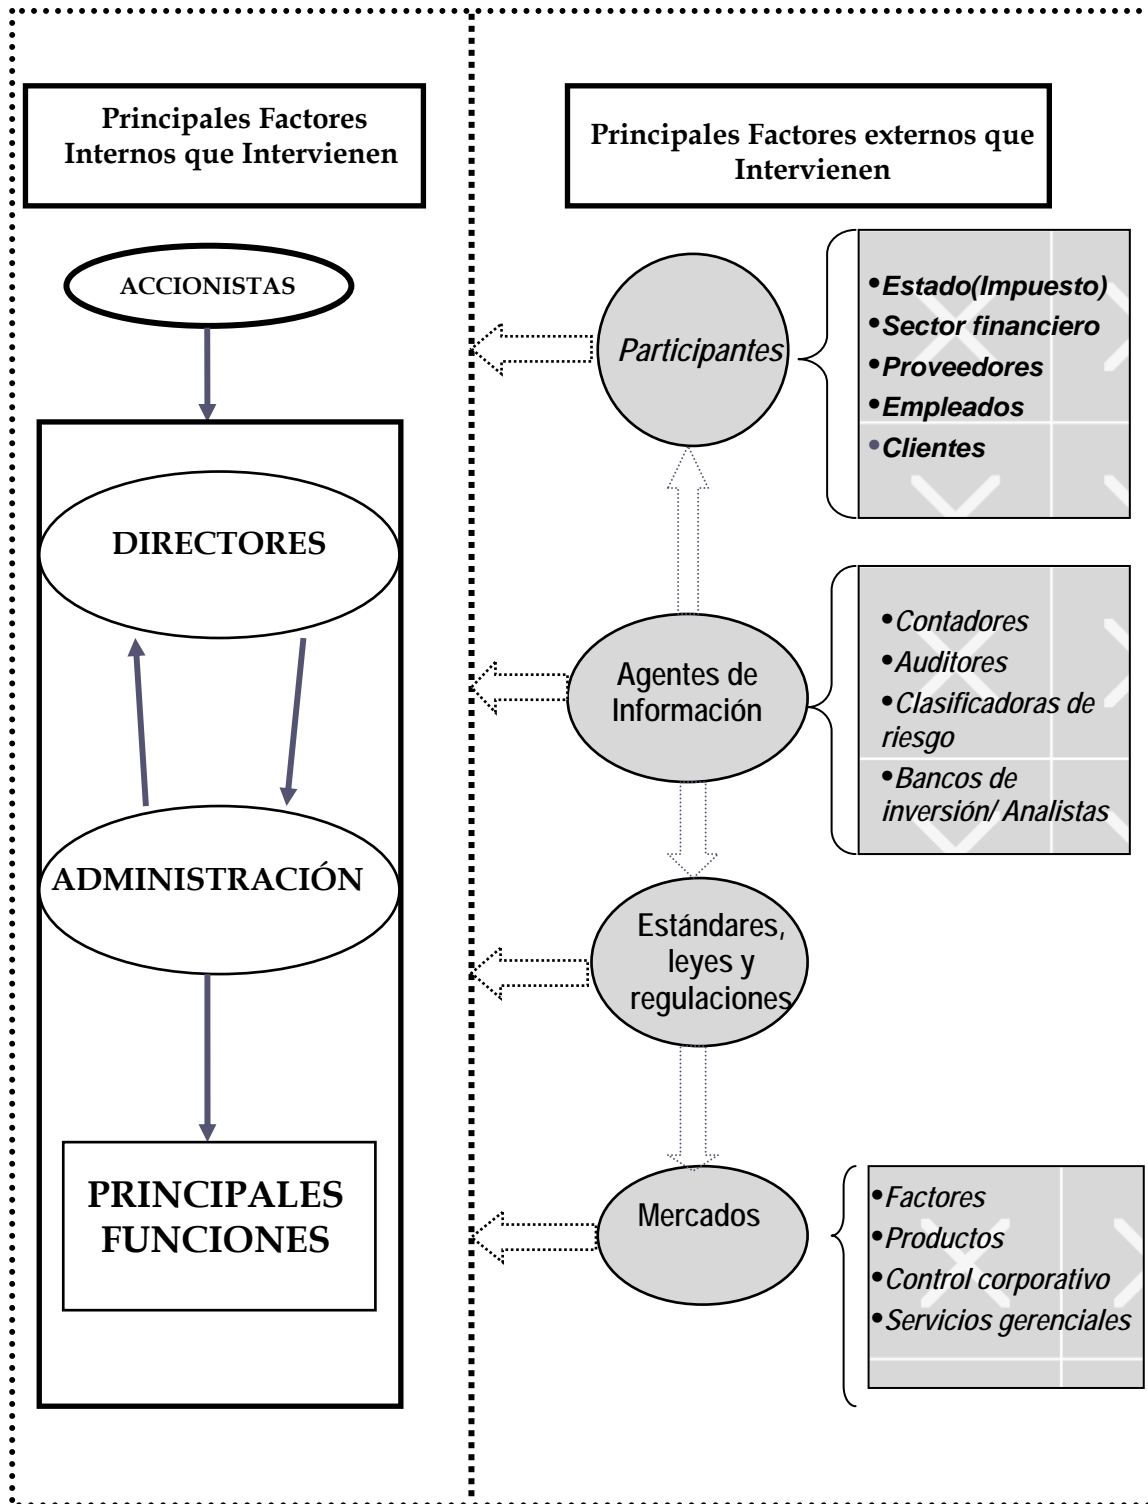 Principales Factores
Internos que Intervienen
ACCIONISTAS
DIRECTORES
ADMINISTRACIÓN
PRINCIPALES
FUNCIONES
Principales Factores externos que
Intervienen
Participantes
•Estado(Impuesto)
•Sector financiero
•Proveedores
•Empleados
•Clientes
Agentes de
Información
•Contadores
•Auditores
•Clasificadoras de
riesgo
•Bancos de
inversión/ Analistas
Estándares,
leyes y
regulaciones
Mercados
•Factores
•Productos
•Control corporativo
•Servicios gerenciales